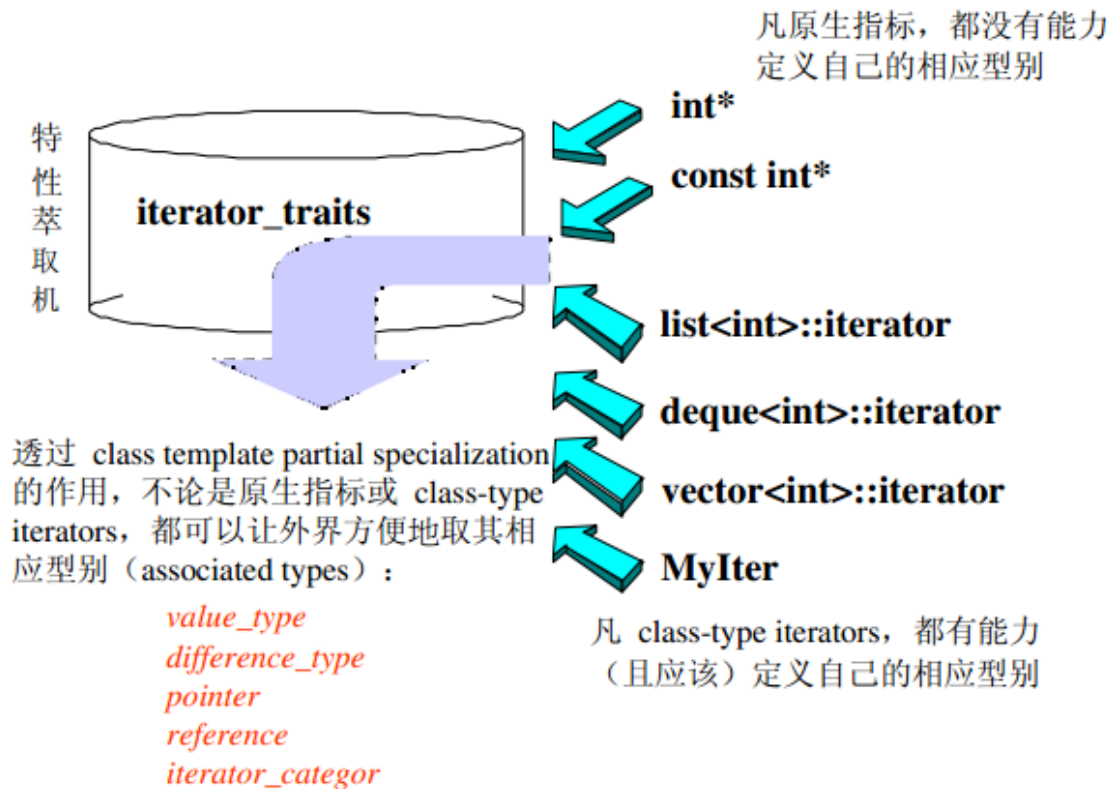 凡原生指标，都没有能力
定义自己的相应型别
int*
const int*
特
性
萃
取
机
iterator_traits
list<int>::iterator
deque<int>::iterator
vector<int>::iterator
MyIter
透过 class template partial specialization
的作用，不论是原生指标或 class-type
iterators，都可以让外界方便地取其相
应型别（associated types）：
value_type
difference_type
pointer
reference
iterator_categor
凡 class-type iterators，都有能力
（且应该）定义自己的相应型别